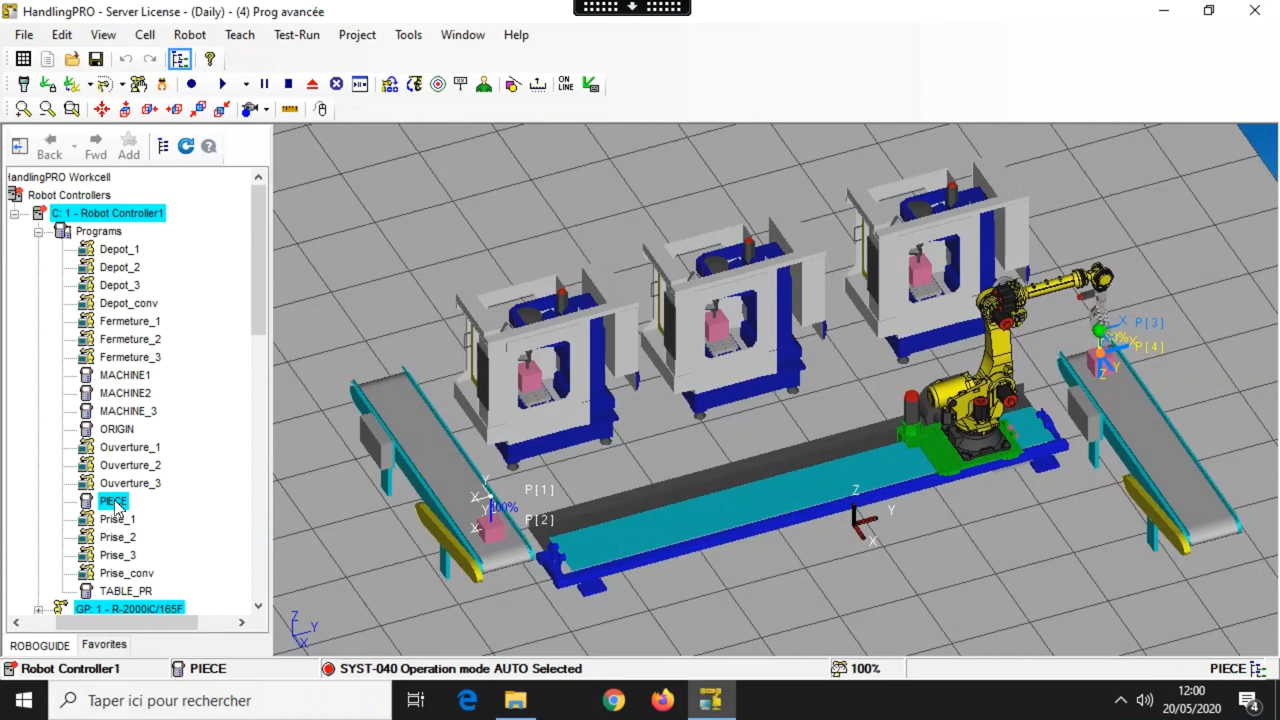 HandlingPRO - Server License - (Daily) - (4) Prog avancée
File Edit View Cell Robot Teach Test-Run Project Tools Window Help
ON LINE
Back Fwd Add
HandlingPRO Workcell
Robot Controllers
C: 1 - Robot Controller1
Programs
Depot_1
Depot_2
Depot_3
Depot_conv
Fermeture_1
Fermeture_2
Fermeture_3
MACHINE1
MACHINE2
MACHINE_3
ORIGIN
Ouverture_1
Ouverture_2
Ouverture_3
PIECE
Prise_1
Prise_2
Prise_3
Prise_conv
TABLE_PR
GP: 1 - R-2000iC/165F
ROBOGUIDE Favorites
X P[3]
P[4]
Z Y
Y
X P[1]
Y 100%
X P[2]
Z
Y
X
Z
Y
X
Robot Controller1 PIECE SYST-040 Operation mode AUTO Selected 100% PIECE
Taper ici pour rechercher
12:00
20/05/2020
4